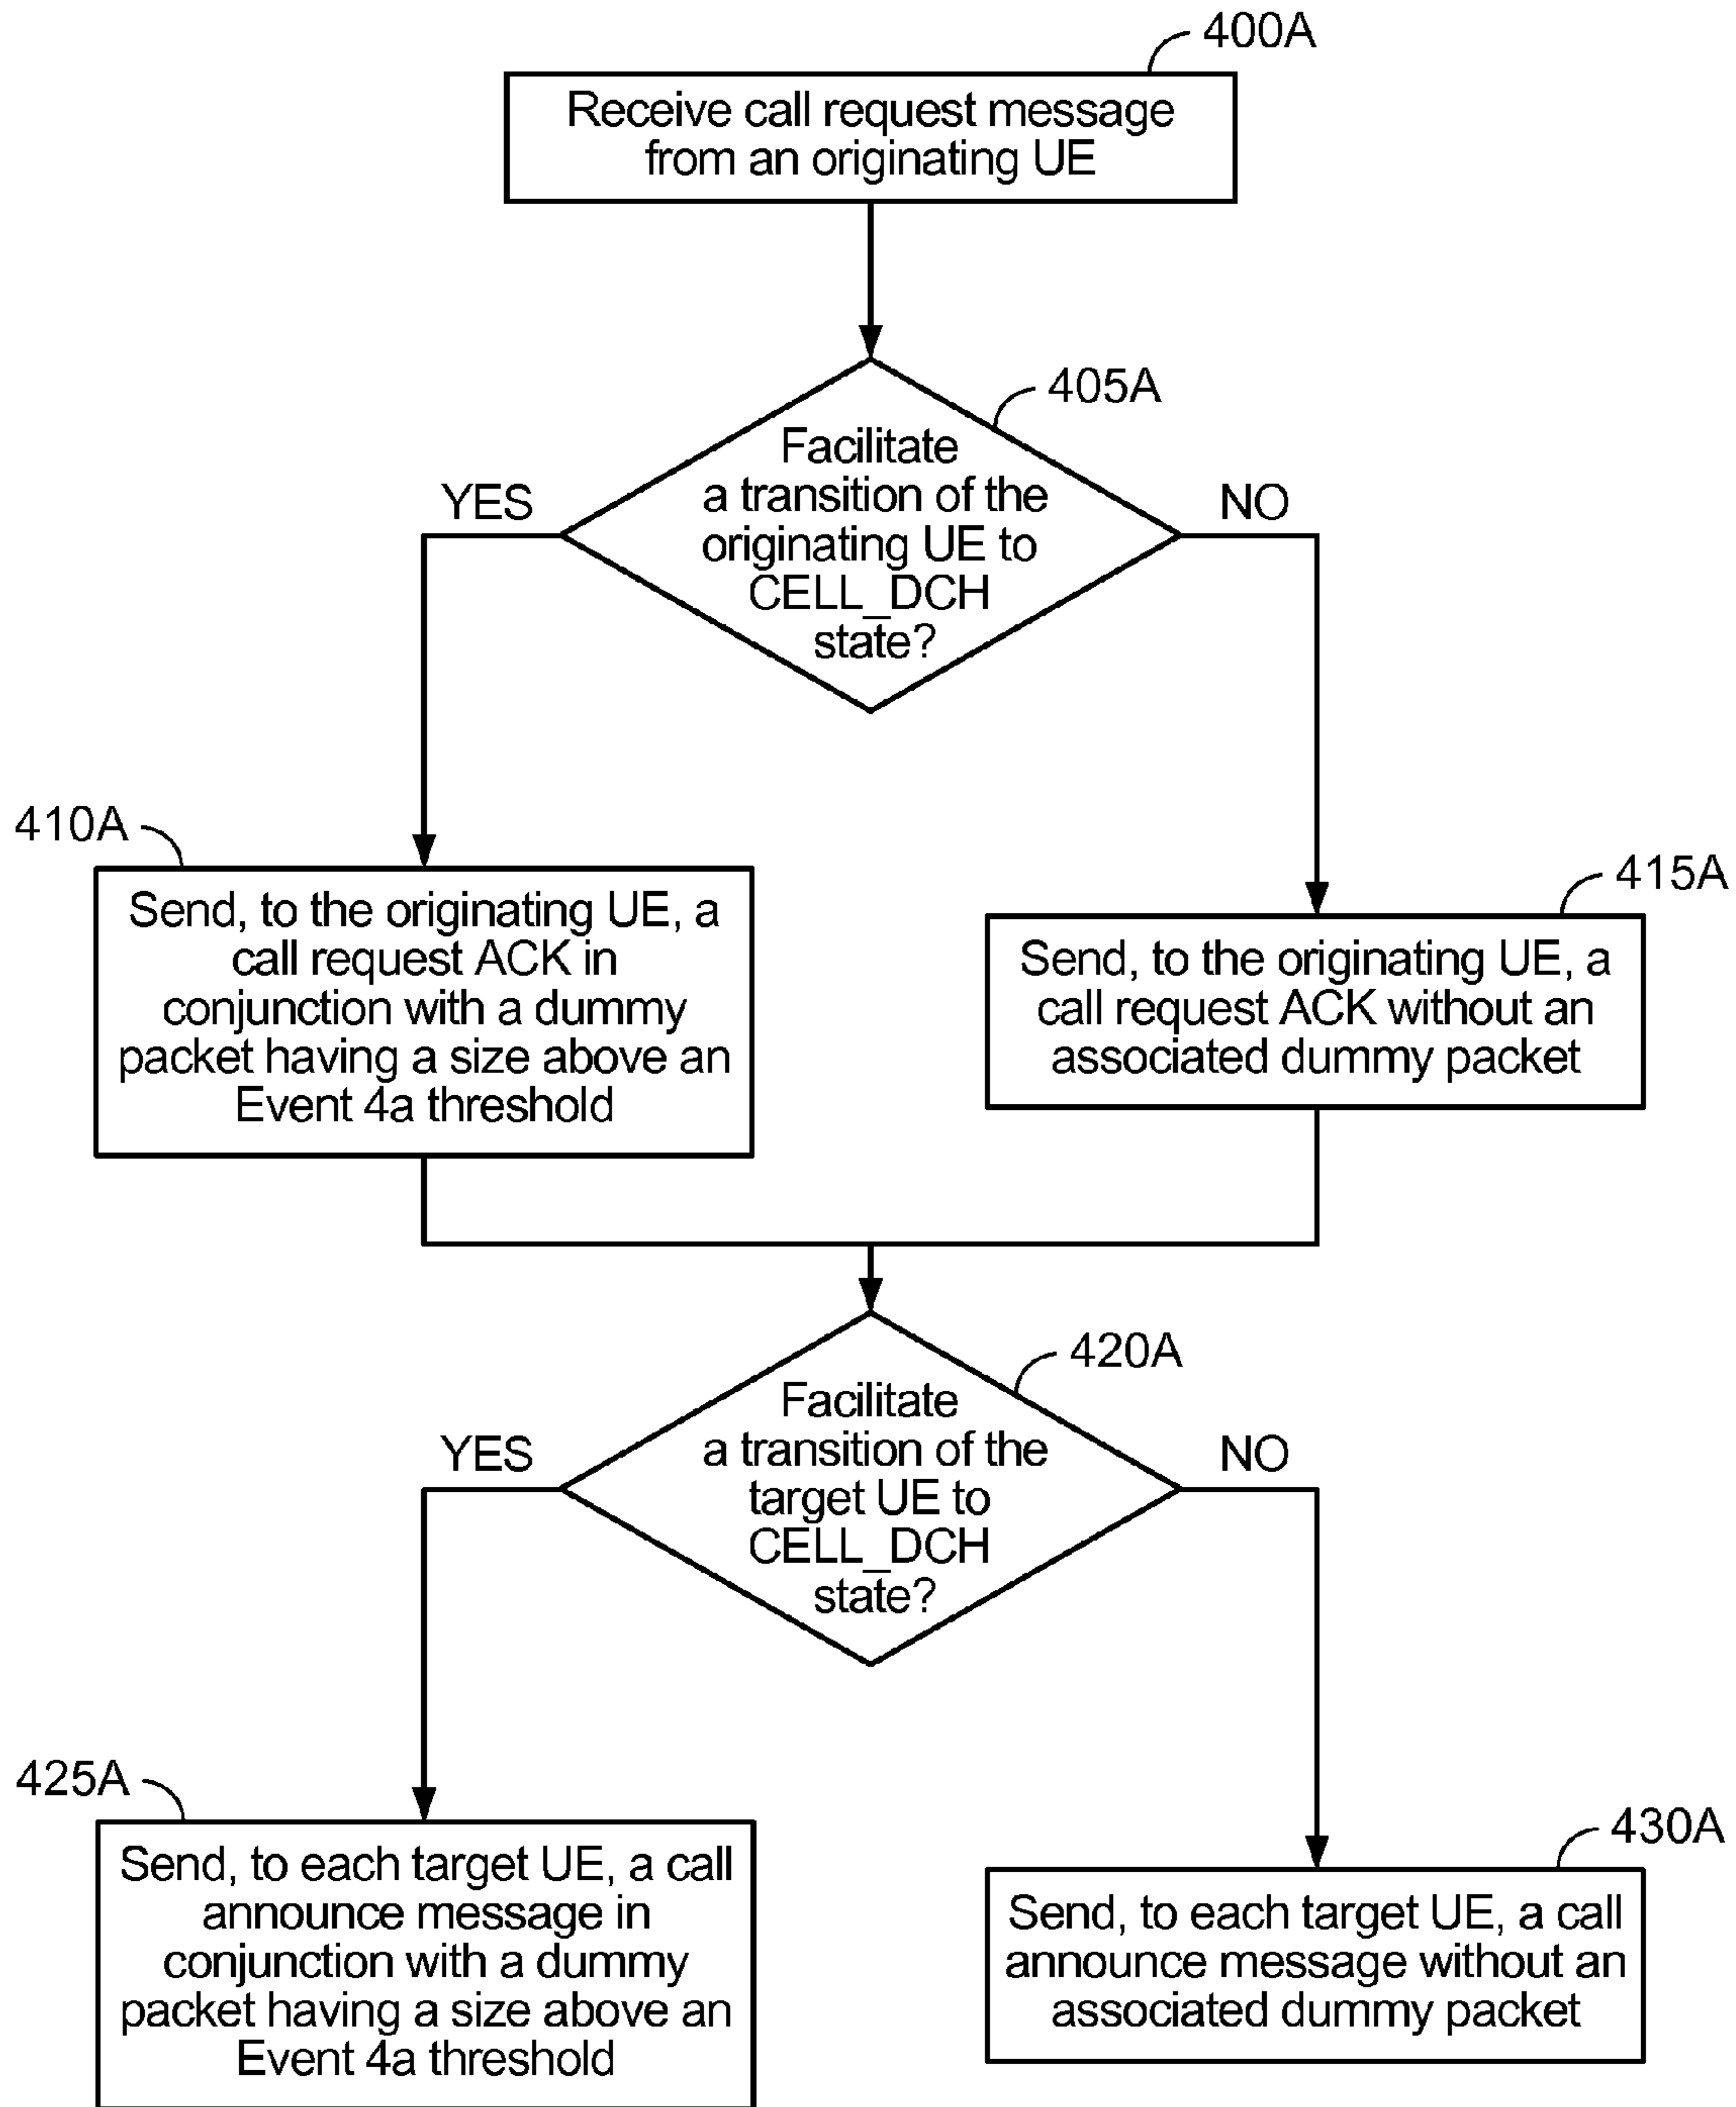 400A
Receive call request message
from an originating UE
405A
Facilitate
a transition of the
originating UE to
CELL_DCH
state?
YES
NO
410A
Send, to the originating UE, a
call request ACK in
conjunction with a dummy
packet having a size above an
Event 4a threshold
415A
Send, to the originating UE, a
call request ACK without an
associated dummy packet
420A
Facilitate
a transition of the
target UE to
CELL_DCH
state?
YES
NO
425A
Send, to each target UE, a call
announce message in
conjunction with a dummy
packet having a size above an
Event 4a threshold
430A
Send, to each target UE, a call
announce message without an
associated dummy packet